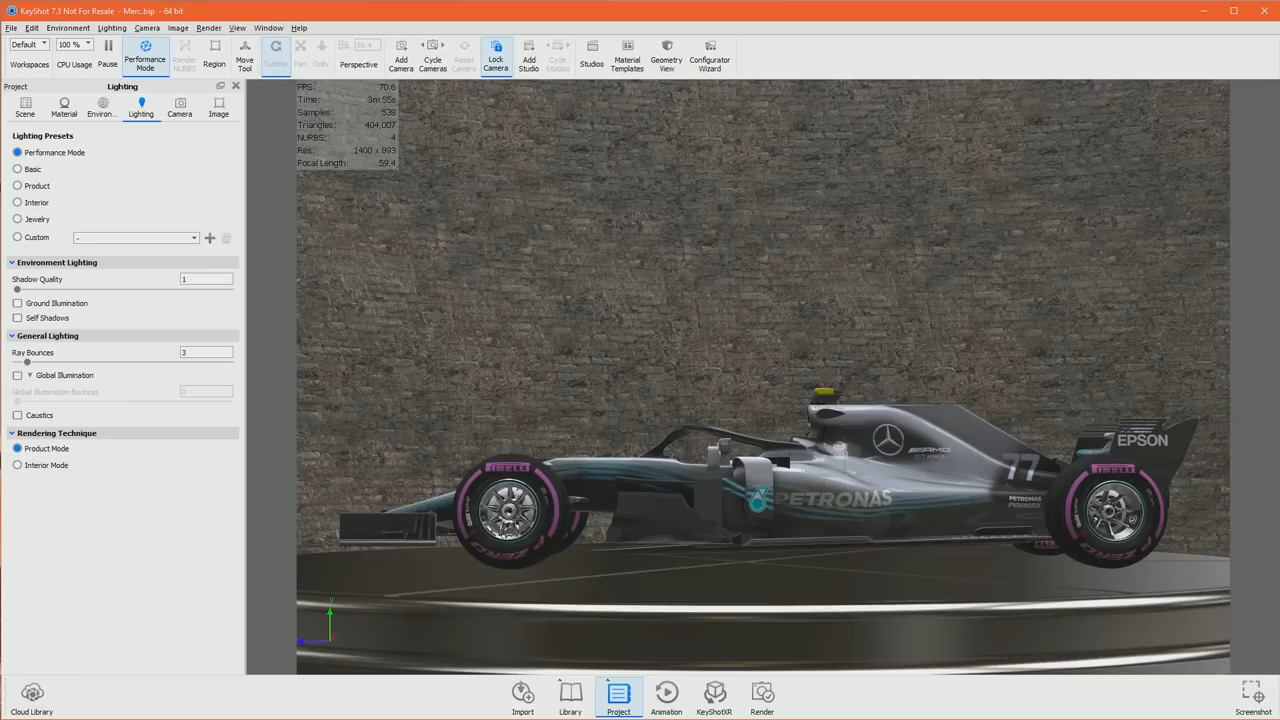 KeyShot 7.3 Not For Resale - Merc.bip - 64 bit
File Edit Environment Lighting Camera Image Render View Window Help
Default 100 % 59.4
Workspaces CPU Usage Pause Performance Mode Render NURBS Region Move Tool Tumble Pan Dolly Perspective Add Camera Cycle Cameras Reset Camera Lock Camera Add Studio Cycle Studios Studios Material Templates Geometry View Configurator Wizard
Project Lighting
Scene Material Environ... Lighting Camera Image
Lighting Presets
Performance Mode
Basic
Product
Interior
Jewelry
Custom -
Environment Lighting
Shadow Quality 1
Ground Illumination
Self Shadows
General Lighting
Ray Bounces 3
Global Illumination
Global Illumination Bounces 0
Caustics
Rendering Technique
Product Mode
Interior Mode
FPS: 70.6
Time: 3m 55s
Samples: 538
Triangles: 404,007
NURBS: 4
Res: 1400 x 893
Focal Length: 59.4
EPSON
AMG
77
PETRONAS
PETRONAS
PIRELLI
PIRELLI
ZERO
ZERO
y
Cloud Library Import Library Project Animation KeyShotXR Render Screenshot